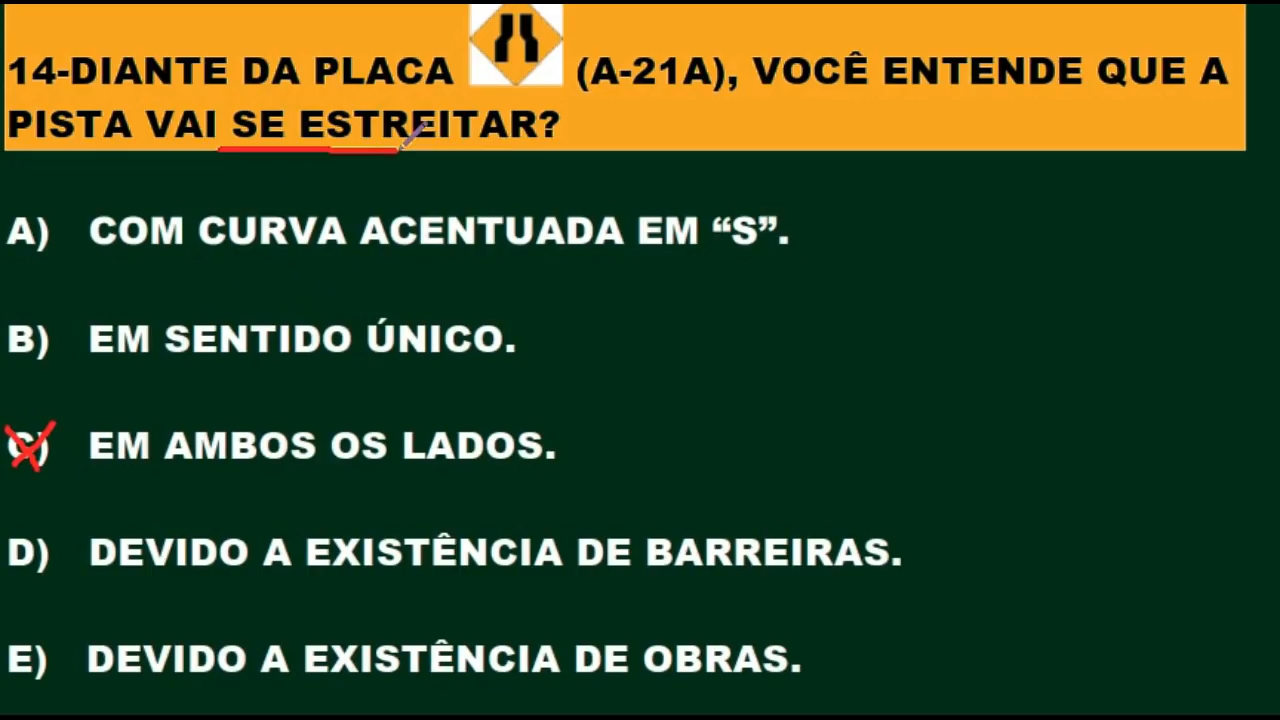 14-DIANTE DA PLACA (A-21A), VOCÊ ENTENDE QUE A
PISTA VAI SE ESTREITAR?
A) COM CURVA ACENTUADA EM “S”.
B) EM SENTIDO ÚNICO.
C) EM AMBOS OS LADOS.
D) DEVIDO A EXISTÊNCIA DE BARREIRAS.
E) DEVIDO A EXISTÊNCIA DE OBRAS.